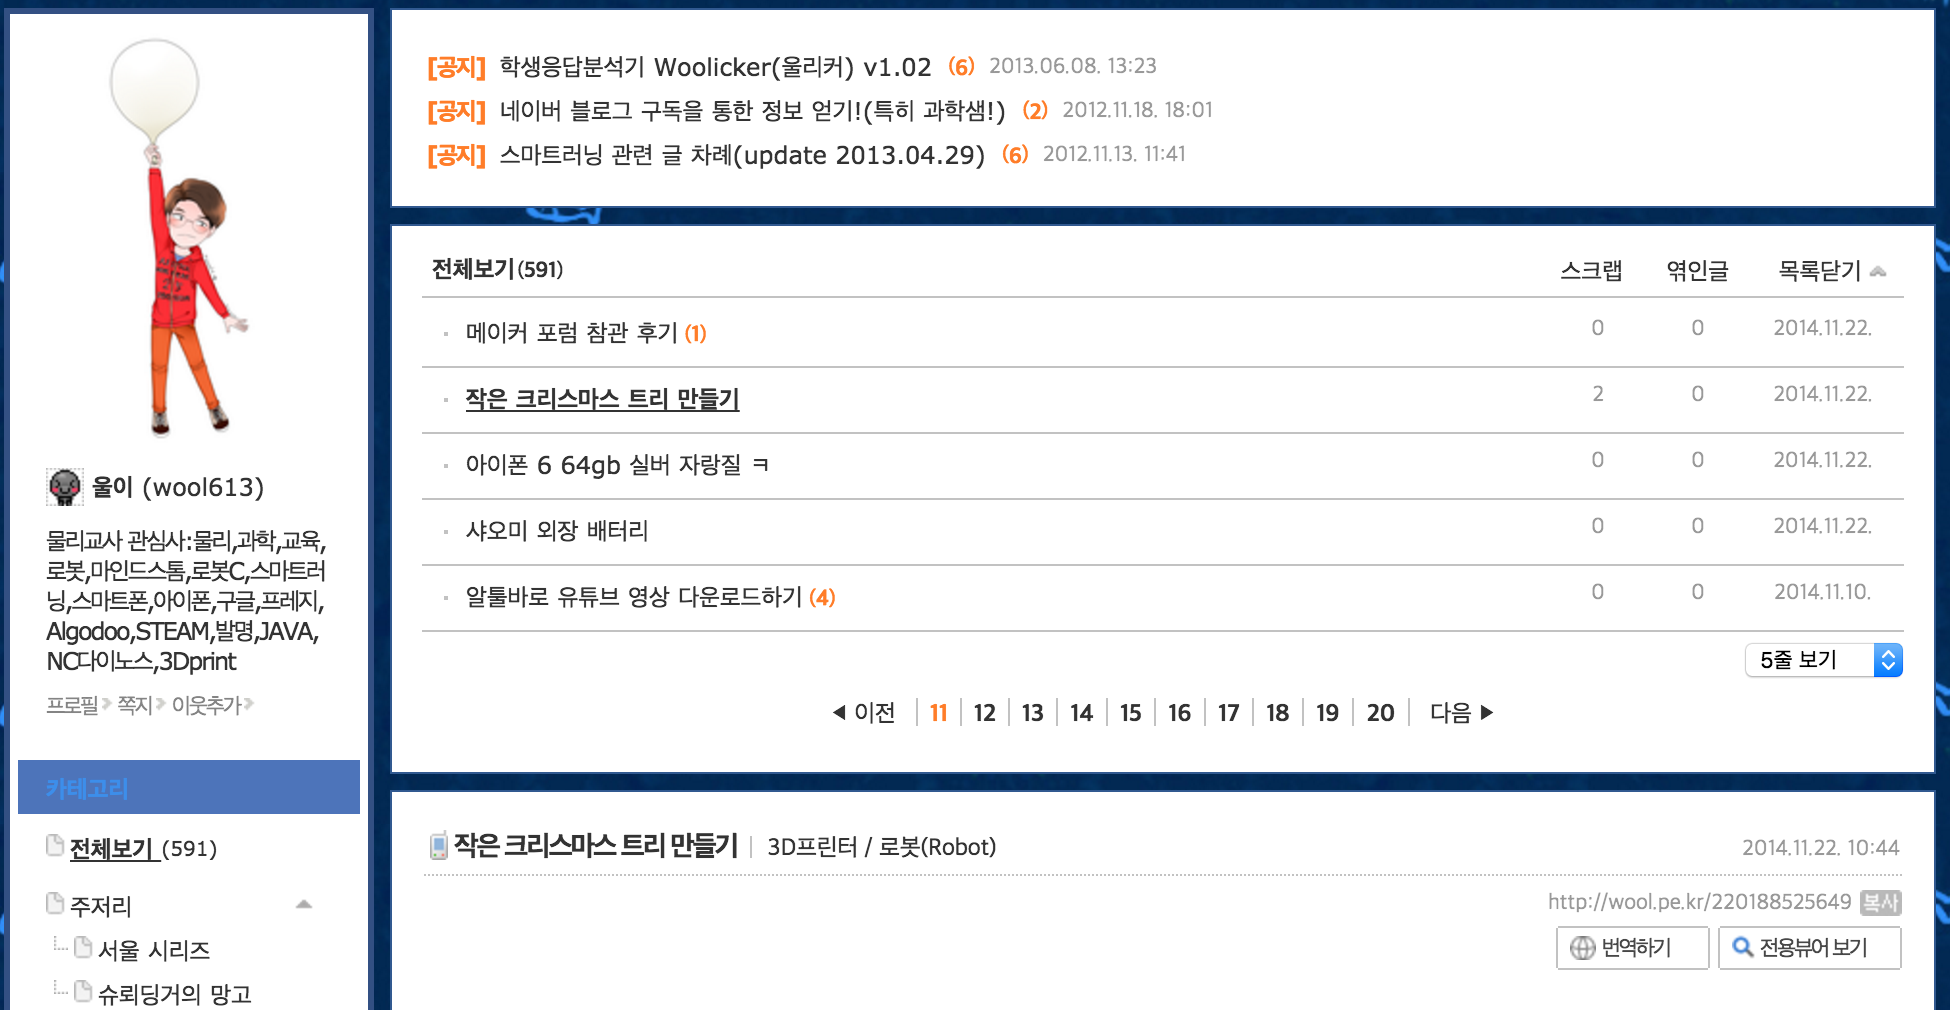 [공지] 학생응답분석기 Woolicker(울리커) v1.02 (6) 2013.06.08. 13:23
[공지] 네이버 블로그 구독을 통한 정보 얻기!(특히 과학샘!) (2) 2012.11.18. 18:01
[공지] 스마트러닝 관련 글 차례(update 2013.04.29) (6) 2012.11.13. 11:41
울이 (wool613)
물리교사 관심사:물리,과학,교육,
로봇,마인드스톰,로봇C,스마트러
닝,스마트폰,아이폰,구글,프레지,
Algodoo,STEAM,발명,JAVA,
NC다이노스,3Dprint
프로필 쪽지 이웃추가
카테고리
전체보기 (591)
주저리
서울 시리즈
슈뢰딩거의 망고
전체보기(591) 스크랩 엮인글 목록닫기
메이커 포럼 참관 후기 (1) 0 0 2014.11.22.
작은 크리스마스 트리 만들기 2 0 2014.11.22.
아이폰 6 64gb 실버 자랑질 ㅋ 0 0 2014.11.22.
샤오미 외장 배터리 0 0 2014.11.22.
알툴바로 유튜브 영상 다운로드하기 (4) 0 0 2014.11.10.
5줄 보기
이전 11 12 13 14 15 16 17 18 19 20 다음
작은 크리스마스 트리 만들기 3D프린터 / 로봇(Robot) 2014.11.22. 10:44
http://wool.pe.kr/220188525649 복사
번역하기 전용뷰어 보기